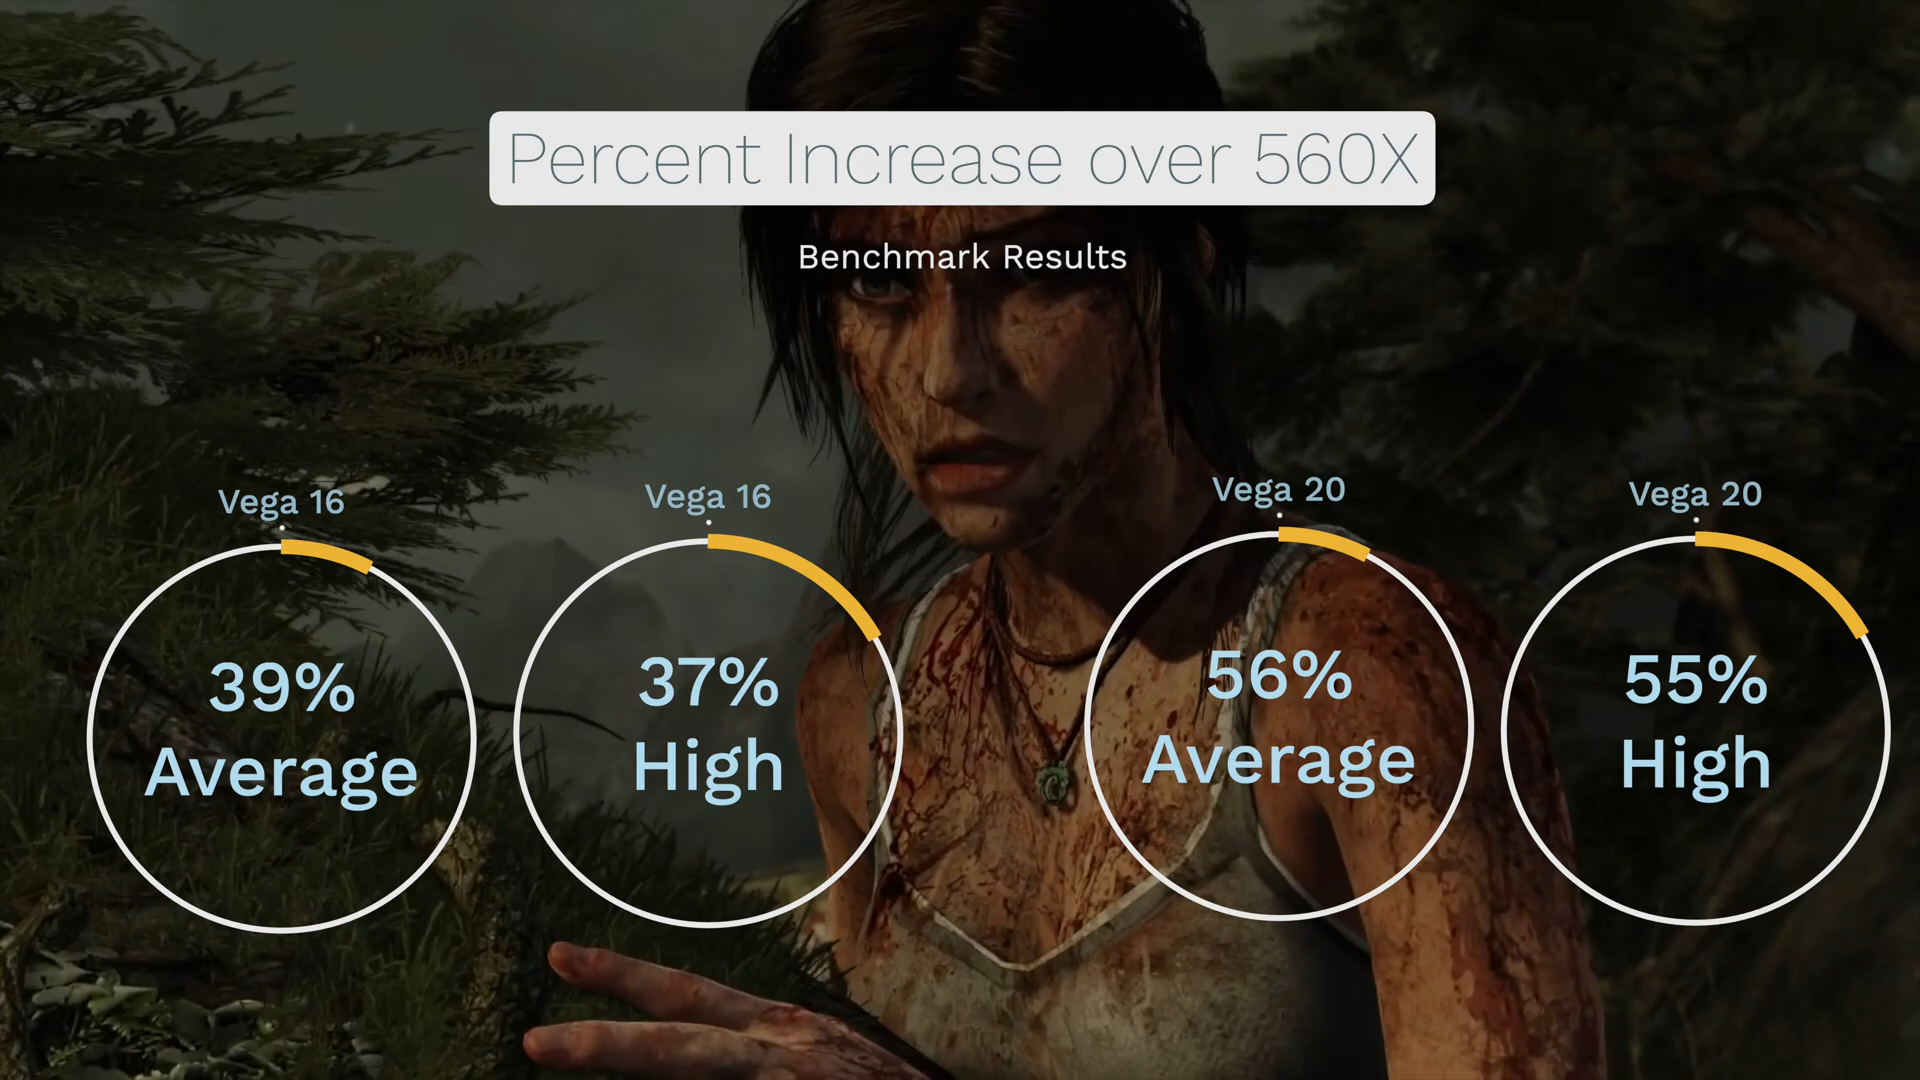 Percent Increase over 560X
Benchmark Results
Vega 16
39%
Average
Vega 16
37%
High
Vega 20
56%
Average
Vega 20
55%
High